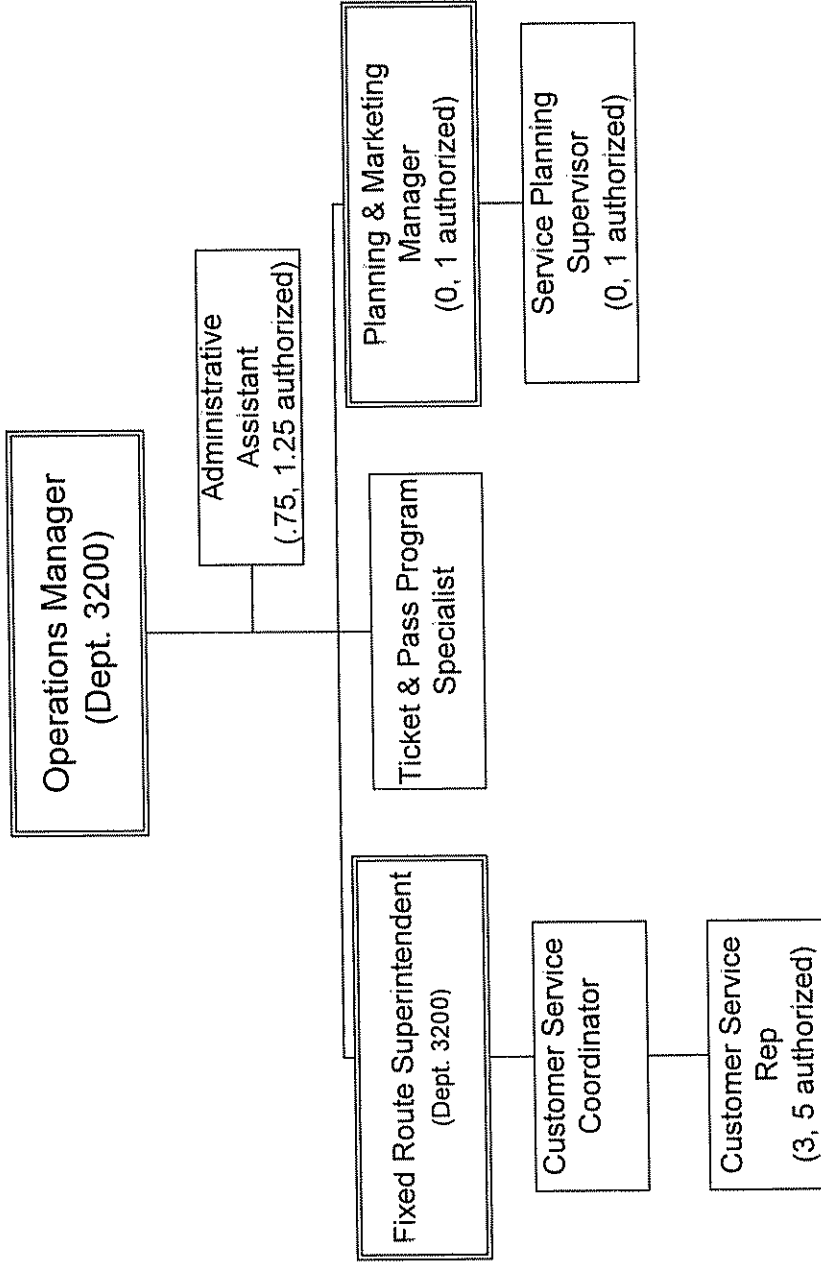 Operations Manager
(Dept. 3200)
Administrative
Assistant
(.75, 1.25 authorized)
Fixed Route Superintendent
(Dept. 3200)
Ticket & Pass Program
Specialist
Planning & Marketing
Manager
(0, 1 authorized)
Customer Service
Coordinator
Service Planning
Supervisor
(0, 1 authorized)
Customer Service
Rep
(3, 5 authorized)